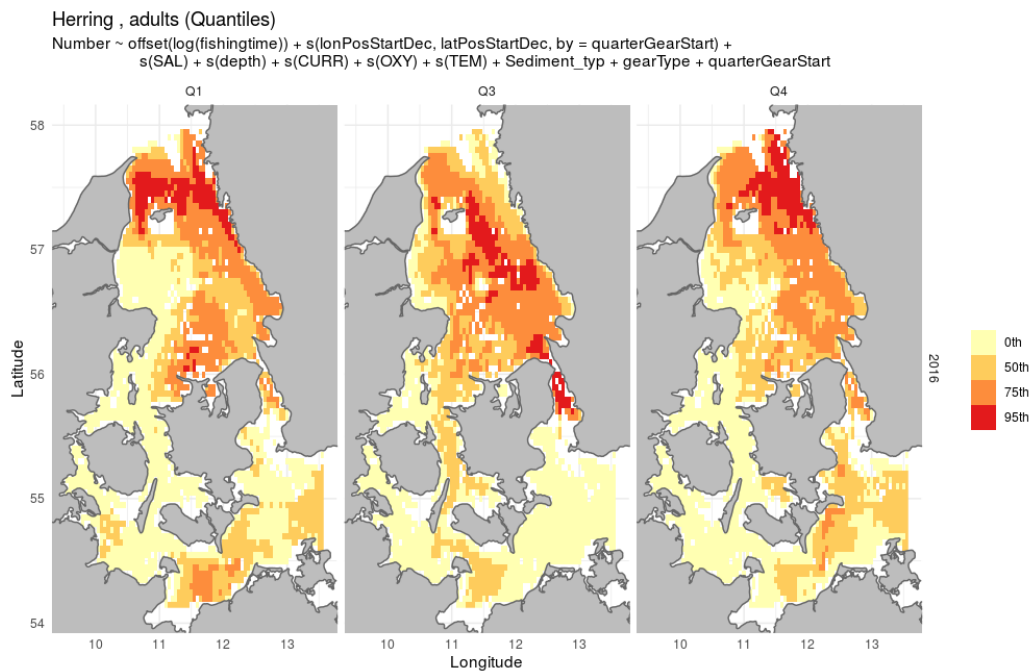 Herring , adults (Quantiles)
Number ~ offset(log(fishingtime)) + s(lonPosStartDec, latPosStartDec, by = quarterGearStart) +
s(SAL) + s(depth) + s(CURR) + s(OXY) + s(TEM) + Sediment_typ + gearType + quarterGearStart
Q1 Q3 Q4
58
57
56
55
54
Latitude
10 11 12 13 10 11 12 13 10 11 12 13
Longitude
2016
0th
50th
75th
95th